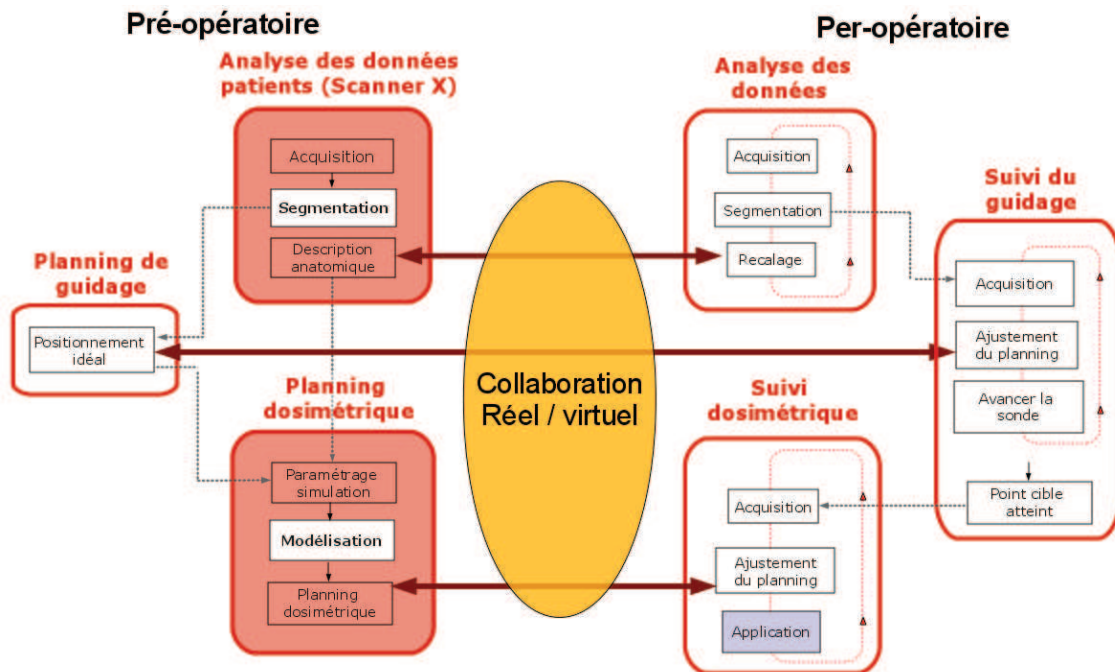 Pré-opératoire
Per-opératoire
Analyse des données
patients (Scanner X)
Acquisition
Segmentation
Description
anatomique
Planning de
guidage
Positionnement
idéal
Planning
dosimétrique
Paramétrage
simulation
Modélisation
Planning
dosimétrique
Collaboration
Réel / virtuel
Analyse des
données
Acquisition
Segmentation
Recalage
Suivi du
guidage
Acquisition
Ajustement
du planning
Avancer la
sonde
Point cible
atteint
Suivi
dosimétrique
Acquisition
Ajustement
du planning
Application